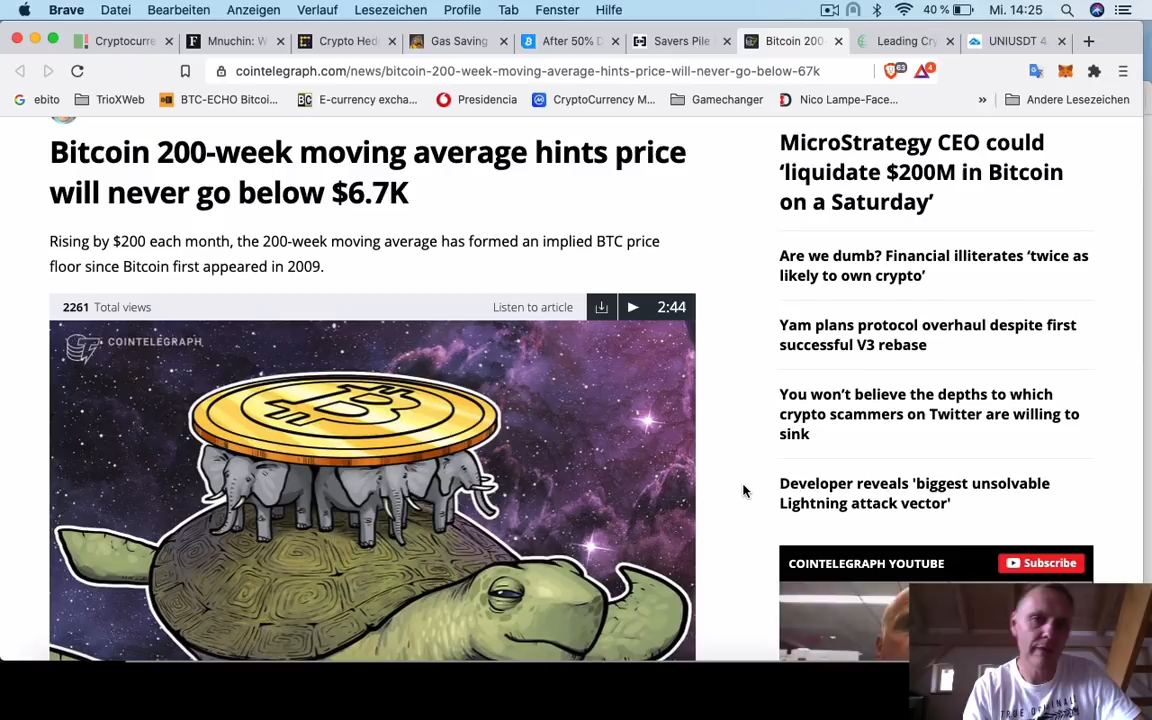 Brave Datei Bearbeiten Anzeigen Verlauf Lesezeichen Profile Tab Fenster Hilfe 40 % Mi. 14:25
Cryptocurre Mnuchin: W Crypto Hed Gas Saving After 50% D Savers Pile Bitcoin 200 Leading Cry UNIUSDT 4
cointelegraph.com/news/bitcoin-200-week-moving-average-hints-price-will-never-go-below-67k 63 4
ebito TrioXWeb BTC-ECHO Bitcoi... E-currency excha... Presidencia CryptoCurrency M... Gamechanger Nico Lampe-Face... » Andere Lesezeichen
Bitcoin 200-week moving average hints price
will never go below $6.7K
Rising by $200 each month, the 200-week moving average has formed an implied BTC price
floor since Bitcoin first appeared in 2009.
2261 Total views Listen to article 2:44
COINTELEGRAPH
MicroStrategy CEO could
‘liquidate $200M in Bitcoin
on a Saturday’
Are we dumb? Financial illiterates ‘twice as
likely to own crypto’
Yam plans protocol overhaul despite first
successful V3 rebase
You won’t believe the depths to which
crypto scammers on Twitter are willing to
sink
Developer reveals 'biggest unsolvable
Lightning attack vector'
COINTELEGRAPH YOUTUBE Subscribe
TRUE ORIGINAL